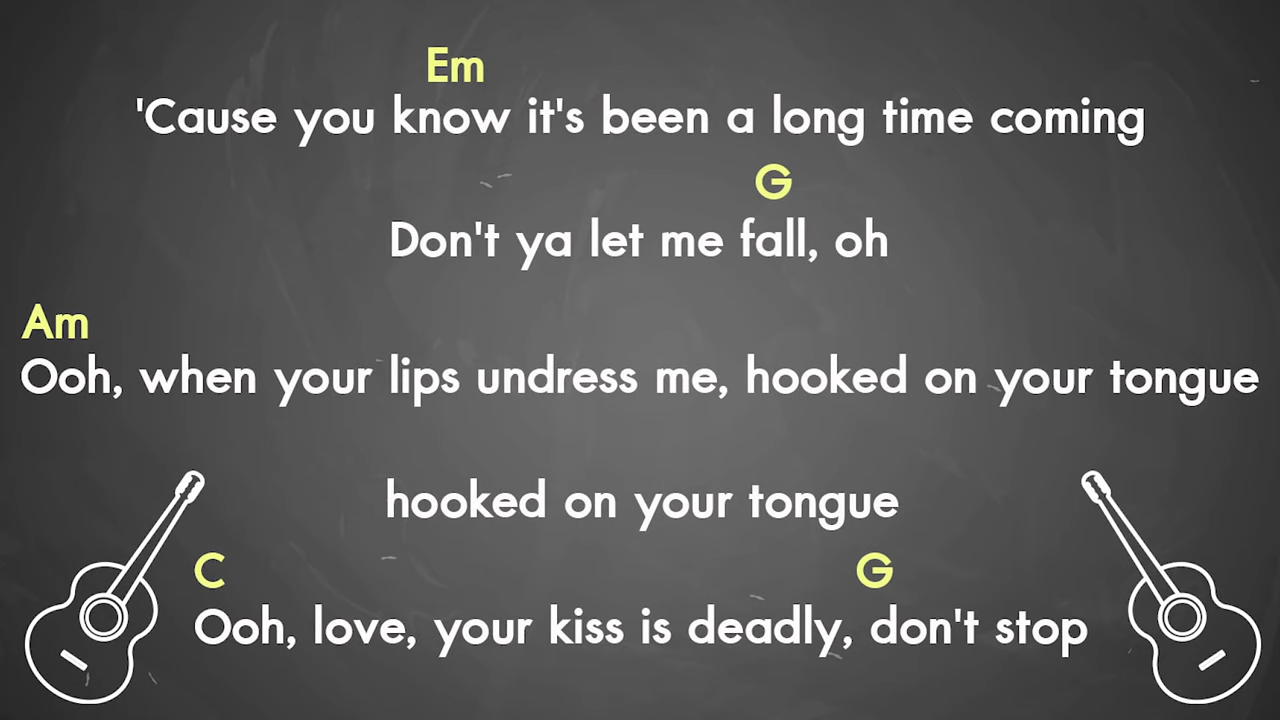 Em
'Cause you know it's been a long time coming
G
Don't ya let me fall, oh
Am
Ooh, when your lips undress me, hooked on your tongue
hooked on your tongue
C G
Ooh, love, your kiss is deadly, don't stop